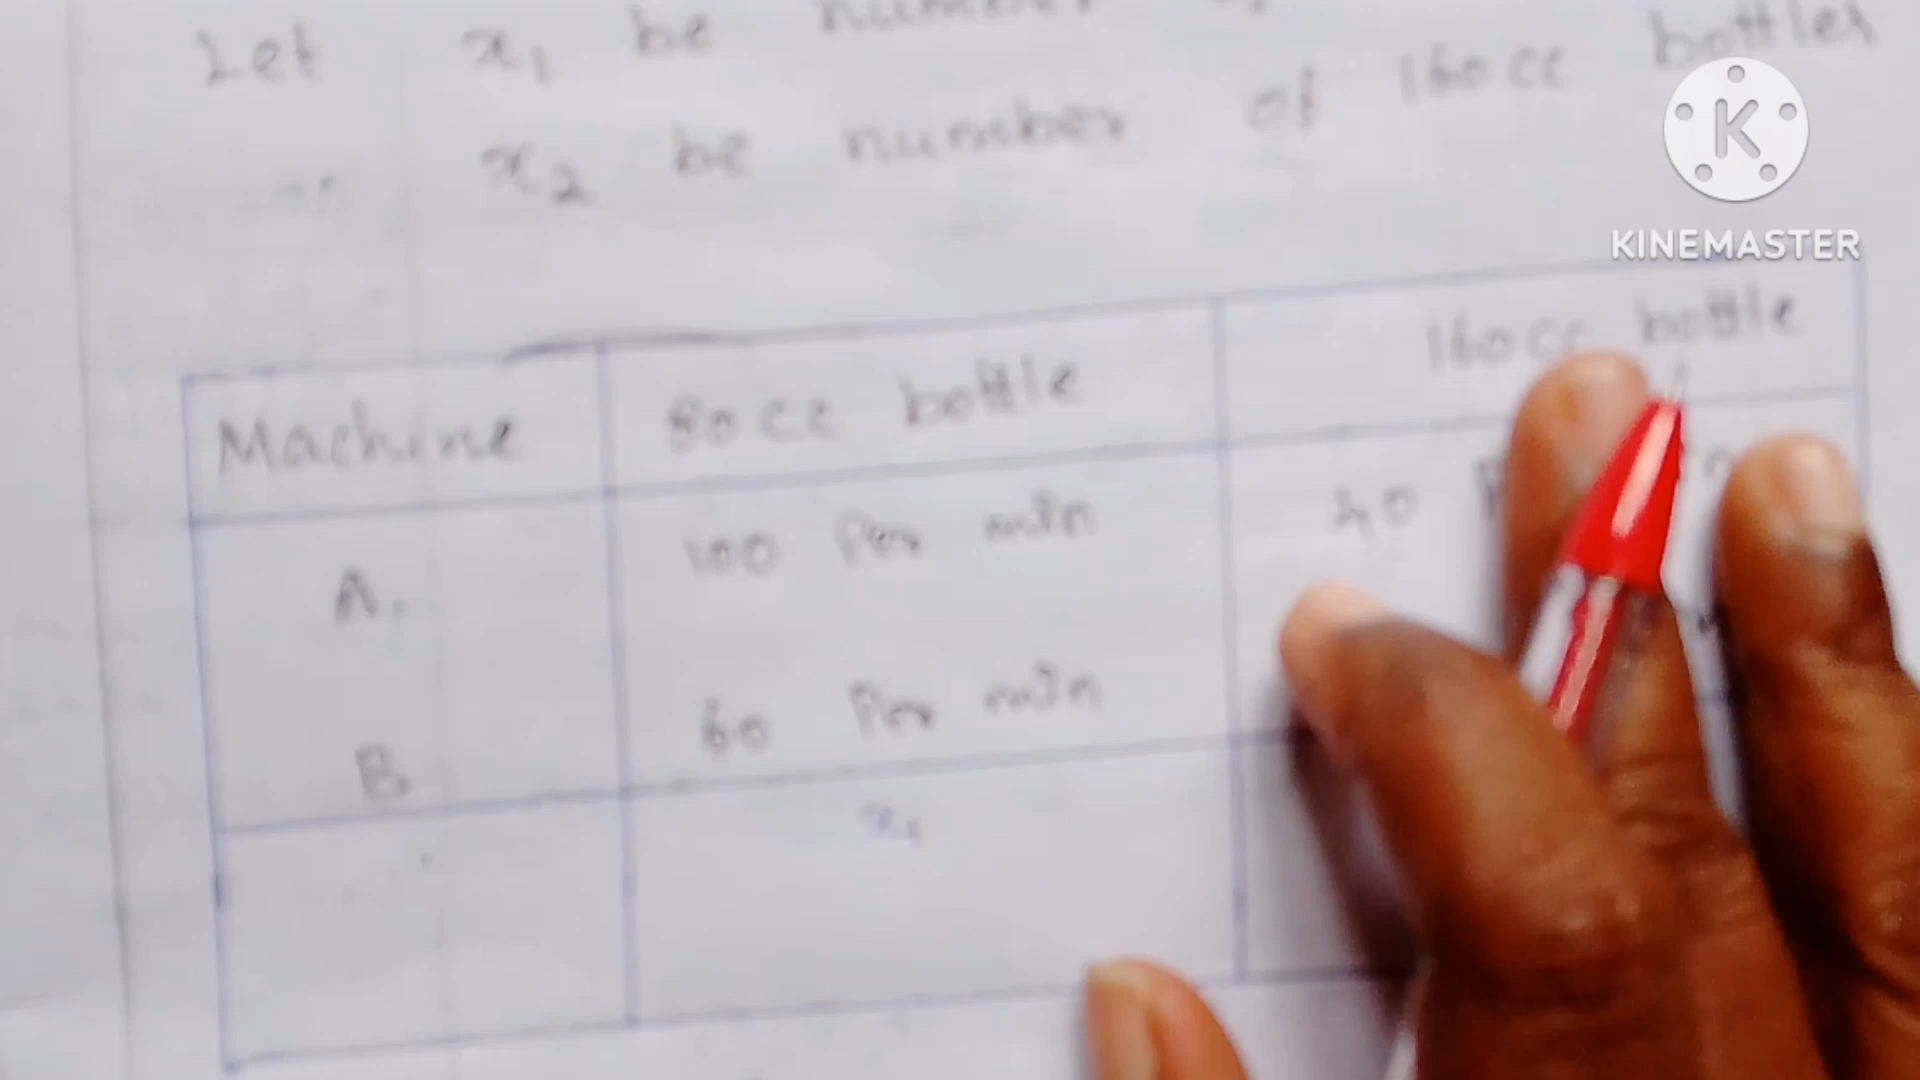 Let x₁ be number
x₂ be number of 160cc bottles
KINEMASTER
Machine 80cc bottle 160cc bottle
A. 100 Per min 40
B 60 Per min
x₁